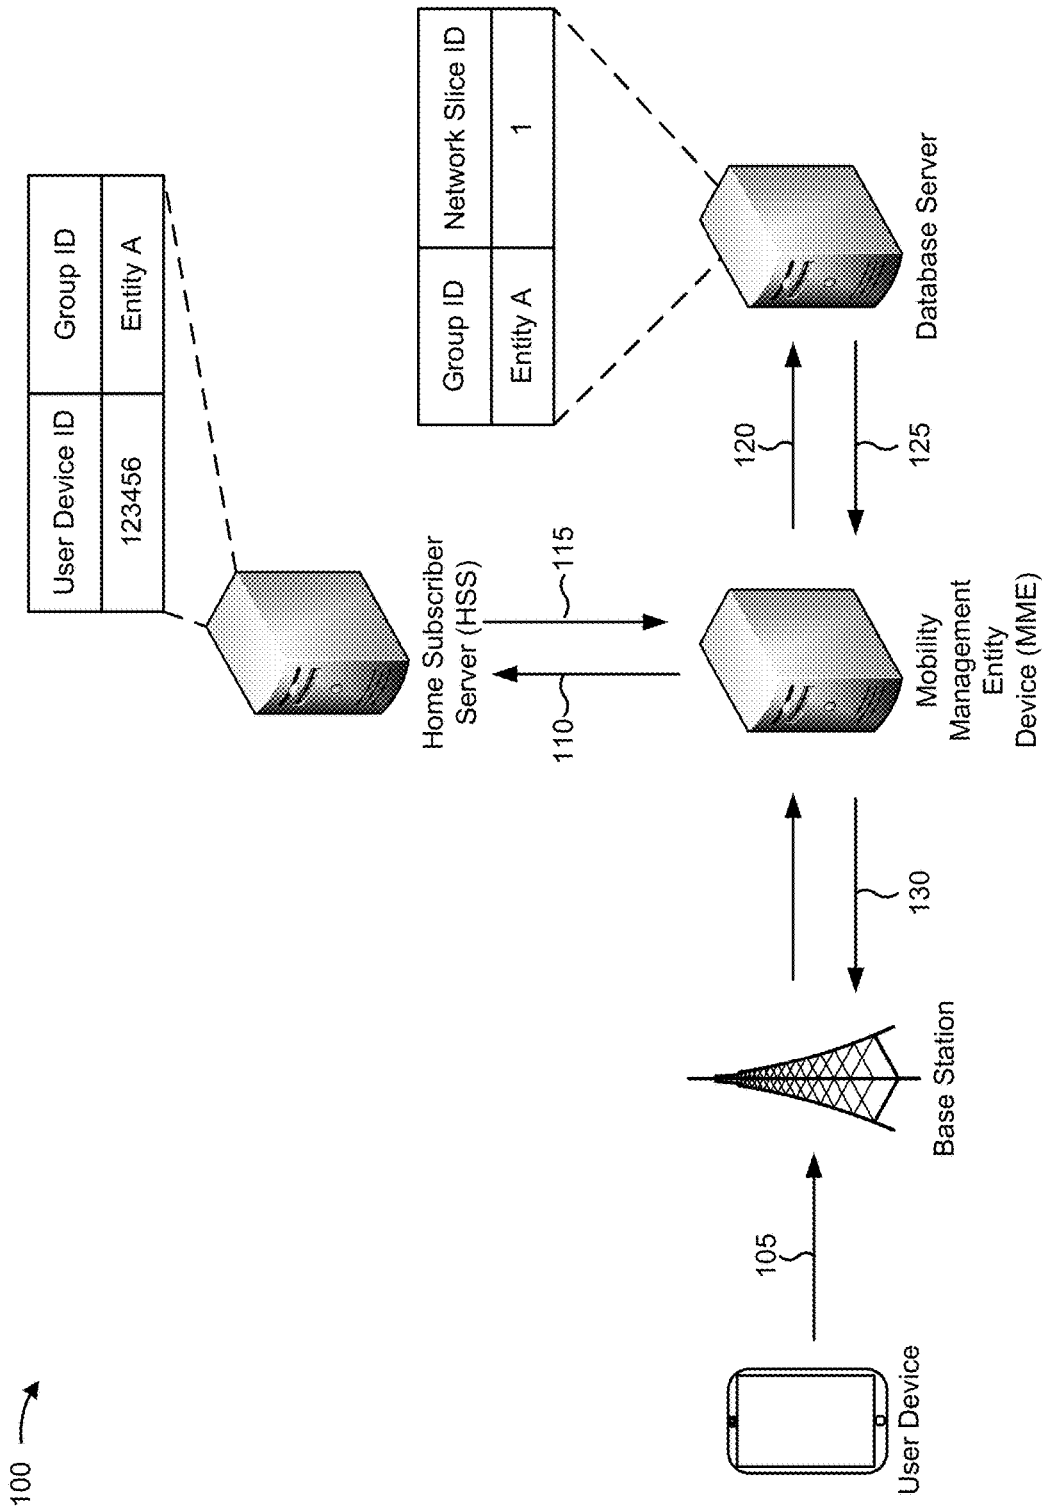 100
User Device ID
Group ID
123456
Entity A
Group ID
Network Slice ID
Entity A
1
Home Subscriber
Server (HSS)
110
115
120
125
105
130
User Device
Base Station
Mobility
Management
Entity
Device (MME)
Database Server